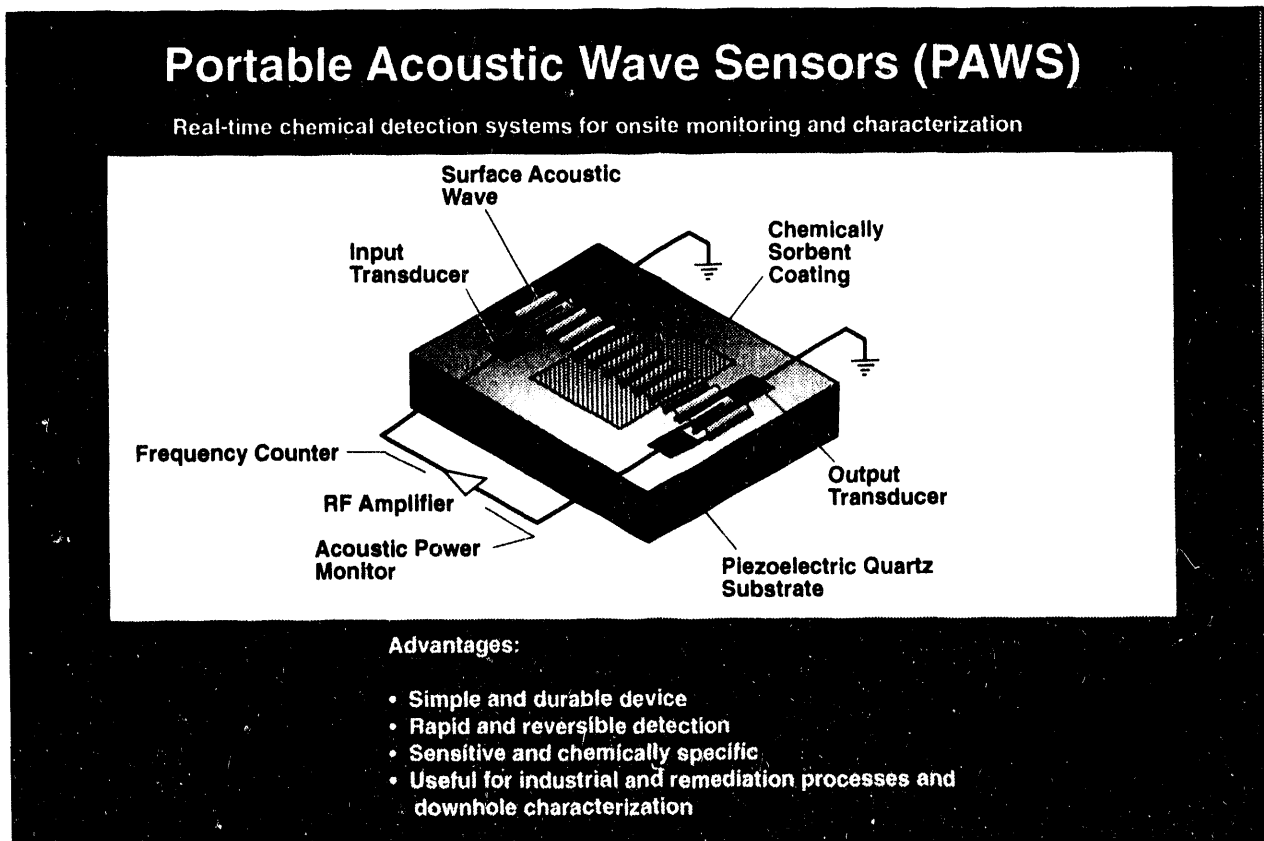 Portable Acoustic Wave Sensors (PAWS)
Real-time chemical detection systems for onsite monitoring and characterization
Surface Acoustic
Wave
Input
Transducer
Chemically
Sorbent
Coating
Frequency Counter
RF Amplifier
Acoustic Power
Monitor
Output
Transducer
Piezoelectric Quartz
Substrate
Advantages:
• Simple and durable device
• Rapid and reversible detection
• Sensitive and chemically specific
• Useful for industrial and remediation processes and
downhole characterization